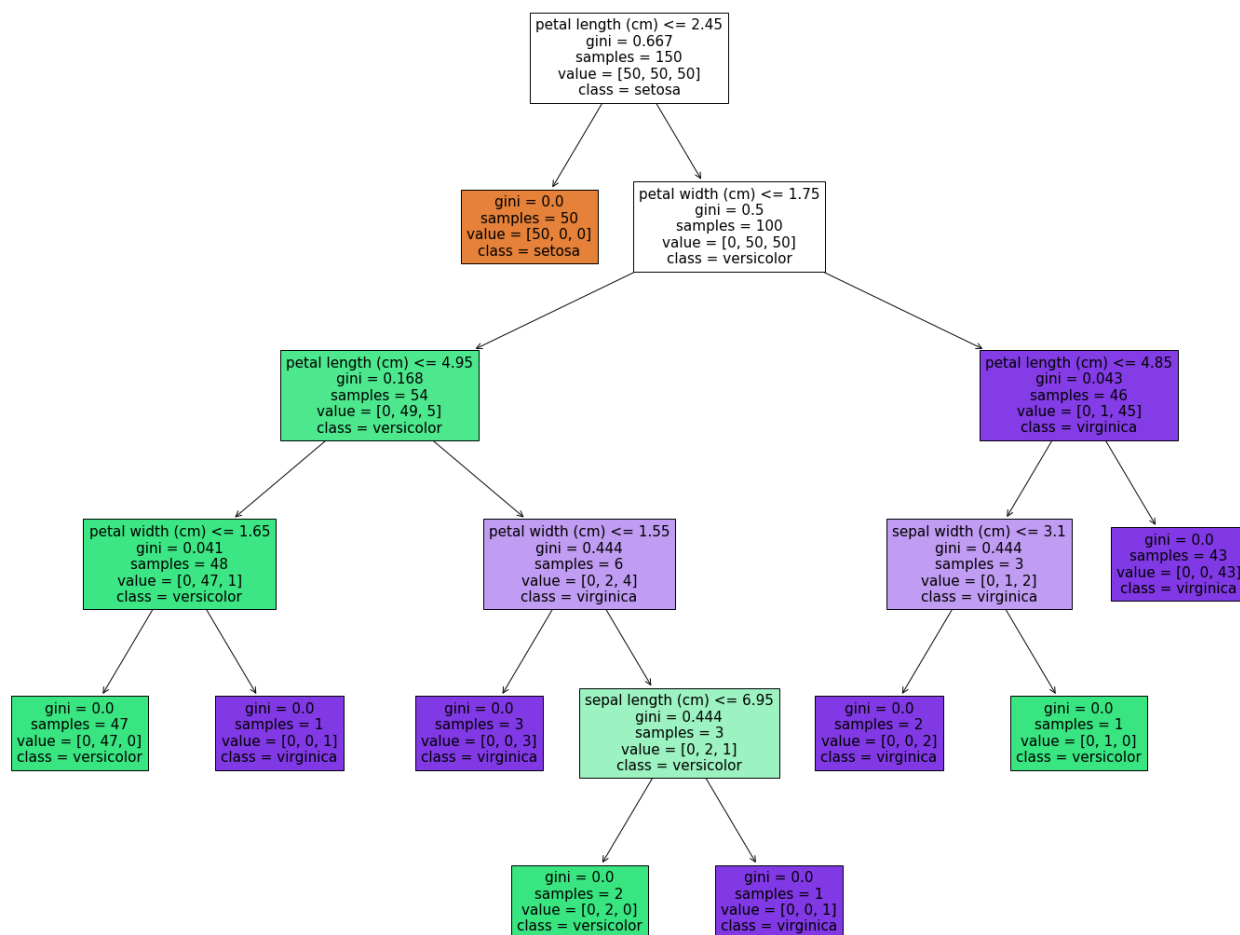 petal length (cm) <= 2.45
gini = 0.667
samples = 150
value = [50, 50, 50]
class = setosa
gini = 0.0
samples = 50
value = [50, 0, 0]
class = setosa
petal width (cm) <= 1.75
gini = 0.5
samples = 100
value = [0, 50, 50]
class = versicolor
petal length (cm) <= 4.95
gini = 0.168
samples = 54
value = [0, 49, 5]
class = versicolor
petal length (cm) <= 4.85
gini = 0.043
samples = 46
value = [0, 1, 45]
class = virginica
petal width (cm) <= 1.65
gini = 0.041
samples = 48
value = [0, 47, 1]
class = versicolor
petal width (cm) <= 1.55
gini = 0.444
samples = 6
value = [0, 2, 4]
class = virginica
sepal width (cm) <= 3.1
gini = 0.444
samples = 3
value = [0, 1, 2]
class = virginica
gini = 0.0
samples = 43
value = [0, 0, 43]
class = virginica
gini = 0.0
samples = 47
value = [0, 47, 0]
class = versicolor
gini = 0.0
samples = 1
value = [0, 0, 1]
class = virginica
gini = 0.0
samples = 3
value = [0, 0, 3]
class = virginica
sepal length (cm) <= 6.95
gini = 0.444
samples = 3
value = [0, 2, 1]
class = versicolor
gini = 0.0
samples = 2
value = [0, 0, 2]
class = virginica
gini = 0.0
samples = 1
value = [0, 1, 0]
class = versicolor
gini = 0.0
samples = 2
value = [0, 2, 0]
class = versicolor
gini = 0.0
samples = 1
value = [0, 0, 1]
class = virginica